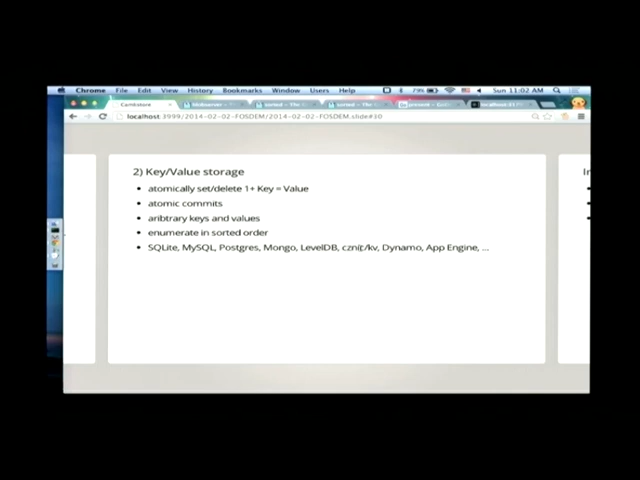 Chrome File Edit View History Bookmarks Window Users Help Sun 11:02 AM
Camlistore
localhost:3999/2014-02-02-FOSDEM/2014-02-02-FOSDEM.slide#30
2) Key/Value storage
• atomically set/delete 1+ Key = Value
• atomic commits
• aribtrary keys and values
• enumerate in sorted order
• SQLite, MySQL, Postgres, Mongo, LevelDB, cznic/kv, Dynamo, App Engine, ...